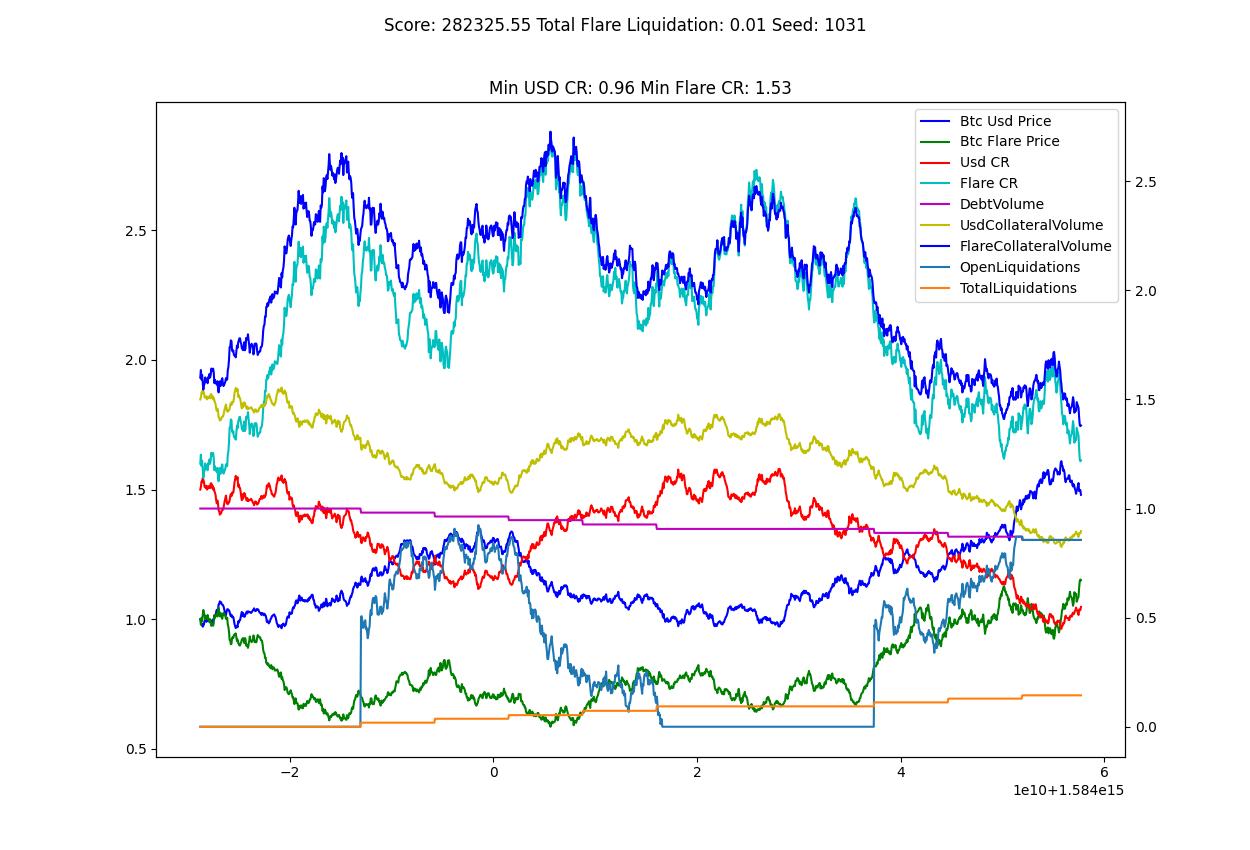 Score: 282325.55 Total Flare Liquidation: 0.01 Seed: 1031
Min USD CR: 0.96 Min Flare CR: 1.53
Btc Usd Price
Btc Flare Price
Usd CR
Flare CR
DebtVolume
UsdCollateralVolume
FlareCollateralVolume
OpenLiquidations
TotalLiquidations
2.5
2.0
1.5
1.0
0.5
2.5
2.0
1.5
1.0
0.5
0.0
−2
0
2
4
6
1e10+1.584e15